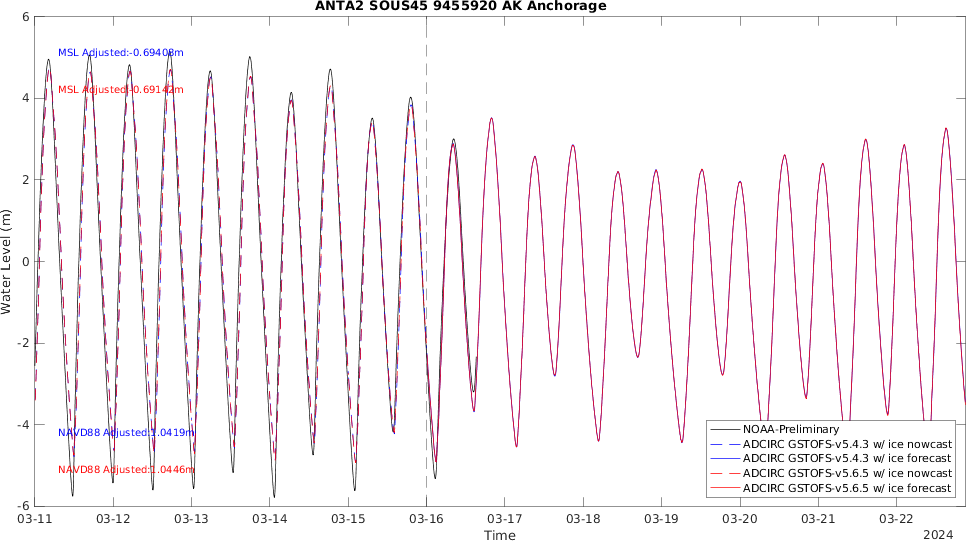 ANTA2 SOUS45 9455920 AK Anchorage
6
MSL Adjusted:-0.69408m
MSL Adjusted:-0.69142m
4
2
0
-2
-4
-6
Water Level (m)
NAVD88 Adjusted:1.0419m
NAVD88 Adjusted:1.0446m
NOAA-Preliminary
ADCIRC GSTOFS-v5.4.3 w/ ice nowcast
ADCIRC GSTOFS-v5.4.3 w/ ice forecast
ADCIRC GSTOFS-v5.6.5 w/ ice nowcast
ADCIRC GSTOFS-v5.6.5 w/ ice forecast
03-11 03-12 03-13 03-14 03-15 03-16 03-17 03-18 03-19 03-20 03-21 03-22
Time
2024